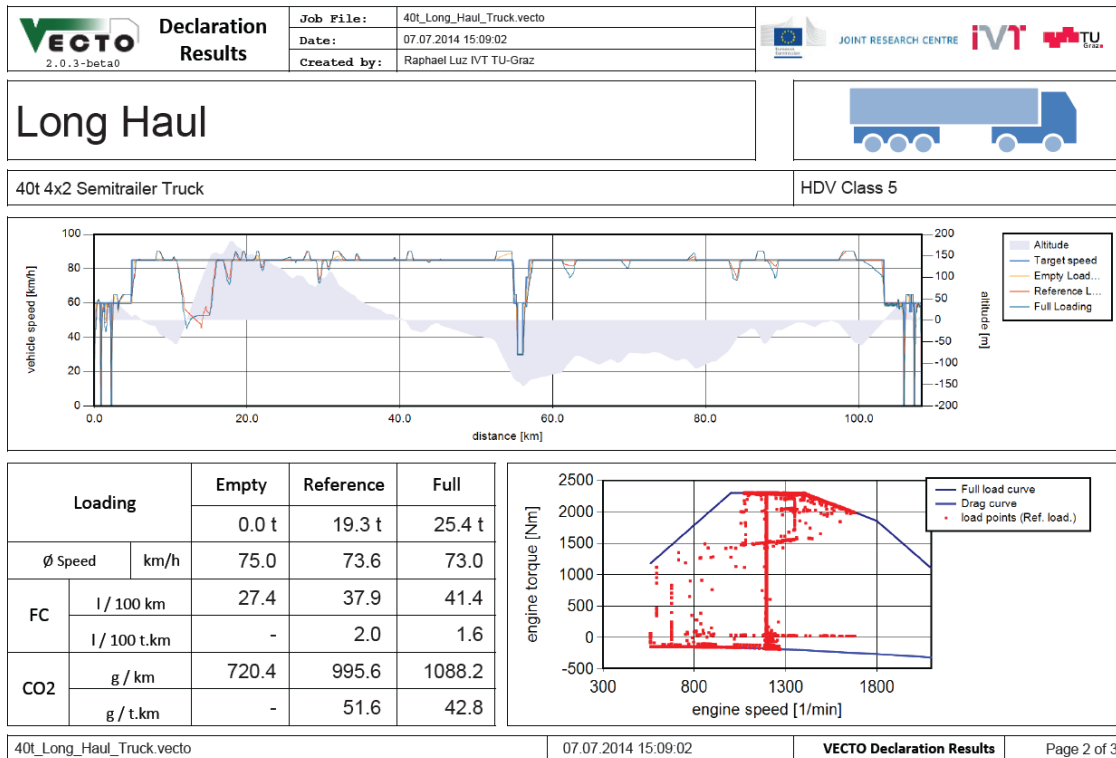 VECTO
2.0.3-beta0
Declaration
Results
Job File: 40t_Long_Haul_Truck.vecto
Date: 07.07.2014 15:09:02
Created by: Raphael Luz IVT TU-Graz
European
Commission
JOINT RESEARCH CENTRE
iVT
TU
Graz
Long Haul
40t 4x2 Semitrailer Truck
HDV Class 5
vehicle speed [km/h]
100
80
60
40
20
0
0.0 20.0 40.0 60.0 80.0 100.0
distance [km]
200
150
100
50
0
-50
-100
-150
-200
altitude [m]
Altitude
Target speed
Empty Load...
Reference L...
Full Loading
Loading Empty Reference Full
0.0 t 19.3 t 25.4 t
Ø Speed km/h 75.0 73.6 73.0
FC l / 100 km 27.4 37.9 41.4
l / 100 t.km - 2.0 1.6
CO2 g / km 720.4 995.6 1088.2
g / t.km - 51.6 42.8
engine torque [Nm]
2500
2000
1500
1000
500
0
-500
300 800 1300 1800
engine speed [1/min]
Full load curve
Drag curve
load points (Ref. load.)
40t_Long_Haul_Truck.vecto 07.07.2014 15:09:02 VECTO Declaration Results Page 2 of 3